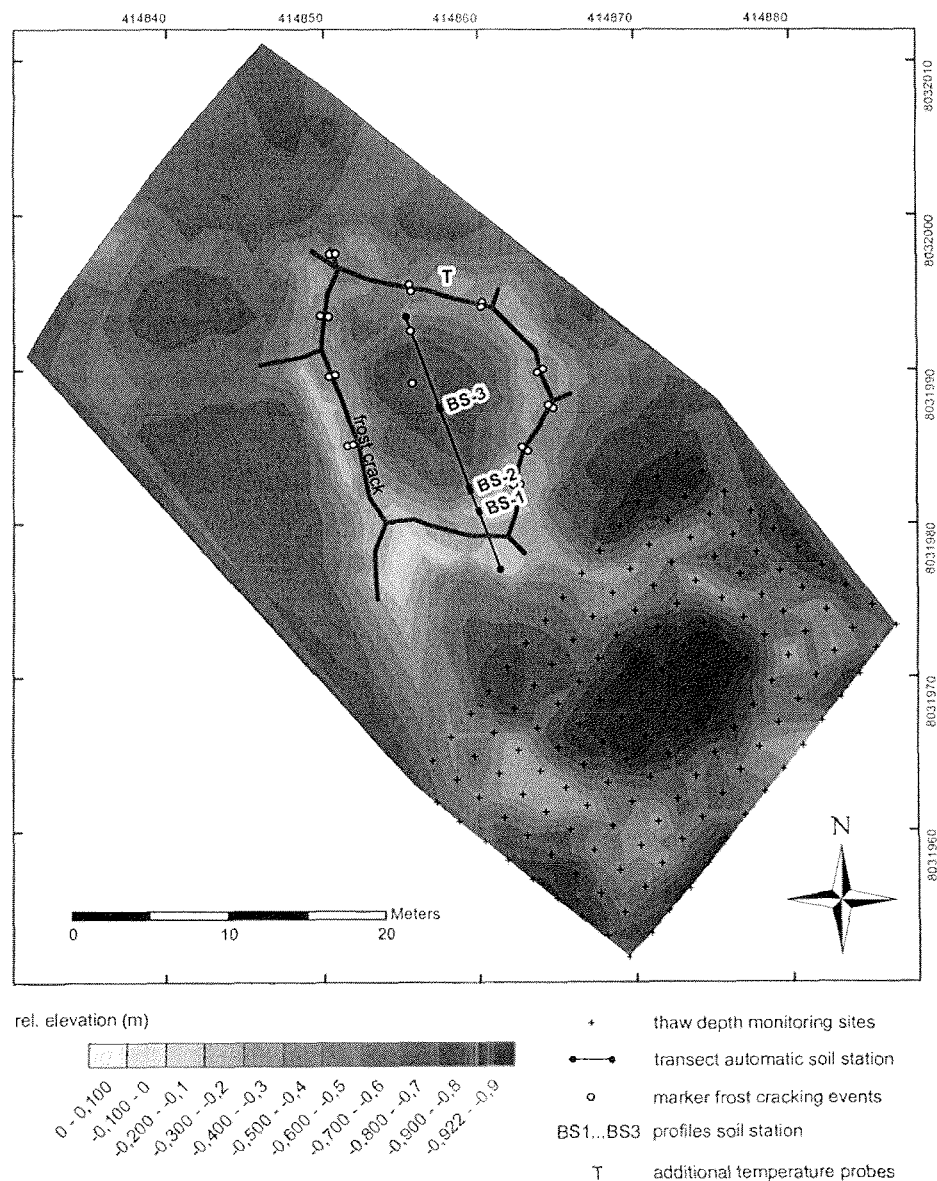 414840 414850 414860 414870 414880
8032010
8032000
8031990
8031980
8031970
8031960
T
BS-3
frost crack
BS-2
BS-1
N
Meters
0 10 20
rel. elevation (m)
0 - 0,100
-0,100 - 0
-0,200 - -0,1
-0,300 - -0,2
-0,400 - -0,3
-0,500 - -0,4
-0,600 - -0,5
-0,700 - -0,6
-0,800 - -0,7
-0,900 - -0,8
-0,922 - -0,9
+ thaw depth monitoring sites
transect automatic soil station
marker frost cracking events
BS1...BS3 profiles soil station
T additional temperature probes